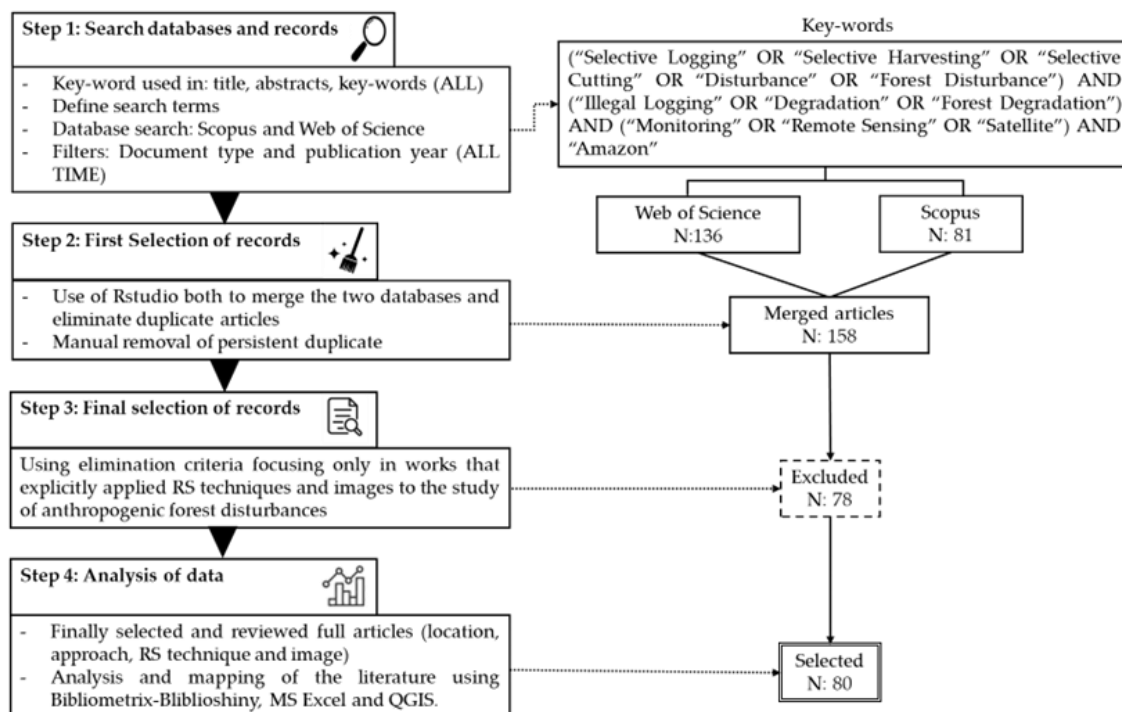 Step 1: Search databases and records
- Key-word used in: title, abstracts, key-words (ALL)
- Define search terms
- Database search: Scopus and Web of Science
- Filters: Document type and publication year (ALL
TIME)
Key-words
(“Selective Logging” OR “Selective Harvesting” OR “Selective
Cutting” OR “Disturbance” OR “Forest Disturbance”) AND
(“Illegal Logging” OR “Degradation” OR “Forest Degradation”)
AND (“Monitoring” OR “Remote Sensing” OR “Satellite”) AND
“Amazon”
Web of Science
N:136
Scopus
N: 81
Step 2: First Selection of records
- Use of Rstudio both to merge the two databases and
eliminate duplicate articles
- Manual removal of persistent duplicate
Merged articles
N: 158
Step 3: Final selection of records
Using elimination criteria focusing only in works that
explicitly applied RS techniques and images to the study
of anthropogenic forest disturbances
Excluded
N: 78
Step 4: Analysis of data
- Finally selected and reviewed full articles (location,
approach, RS technique and image)
- Analysis and mapping of the literature using
Bibliometrix-Bliblioshiny, MS Excel and QGIS.
Selected
N: 80